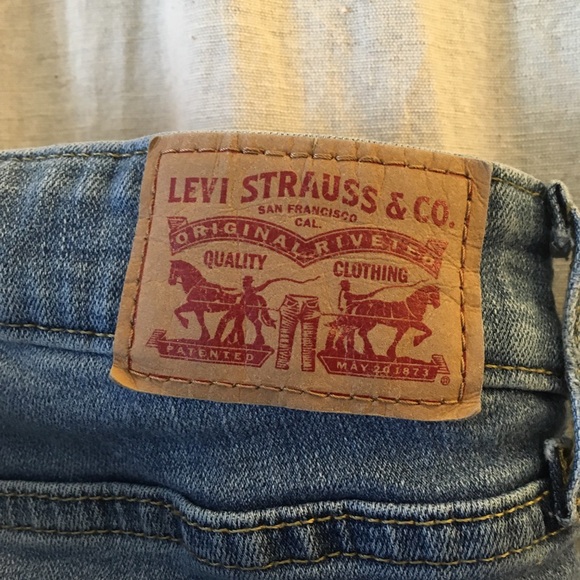 LEVI STRAUSS & CO.
SAN FRANCISCO
CAL.
ORIGINAL RIVETED
QUALITY CLOTHING
PATENTED MAY 20 1873 ®